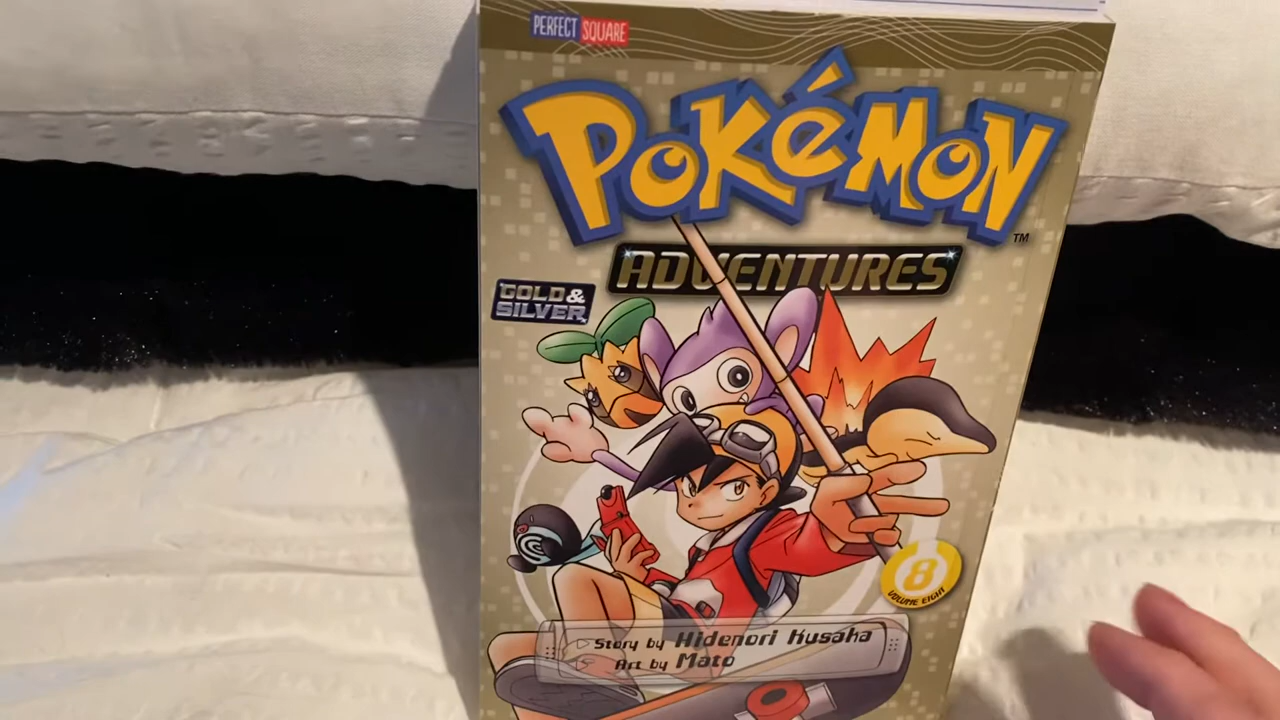 PERFECT SQUARE
POKéMON
TM
ADVENTURES
GOLD &
SILVER
8
VOLUME EIGHT
Story by Hidenori Kusaka
Art by Mato